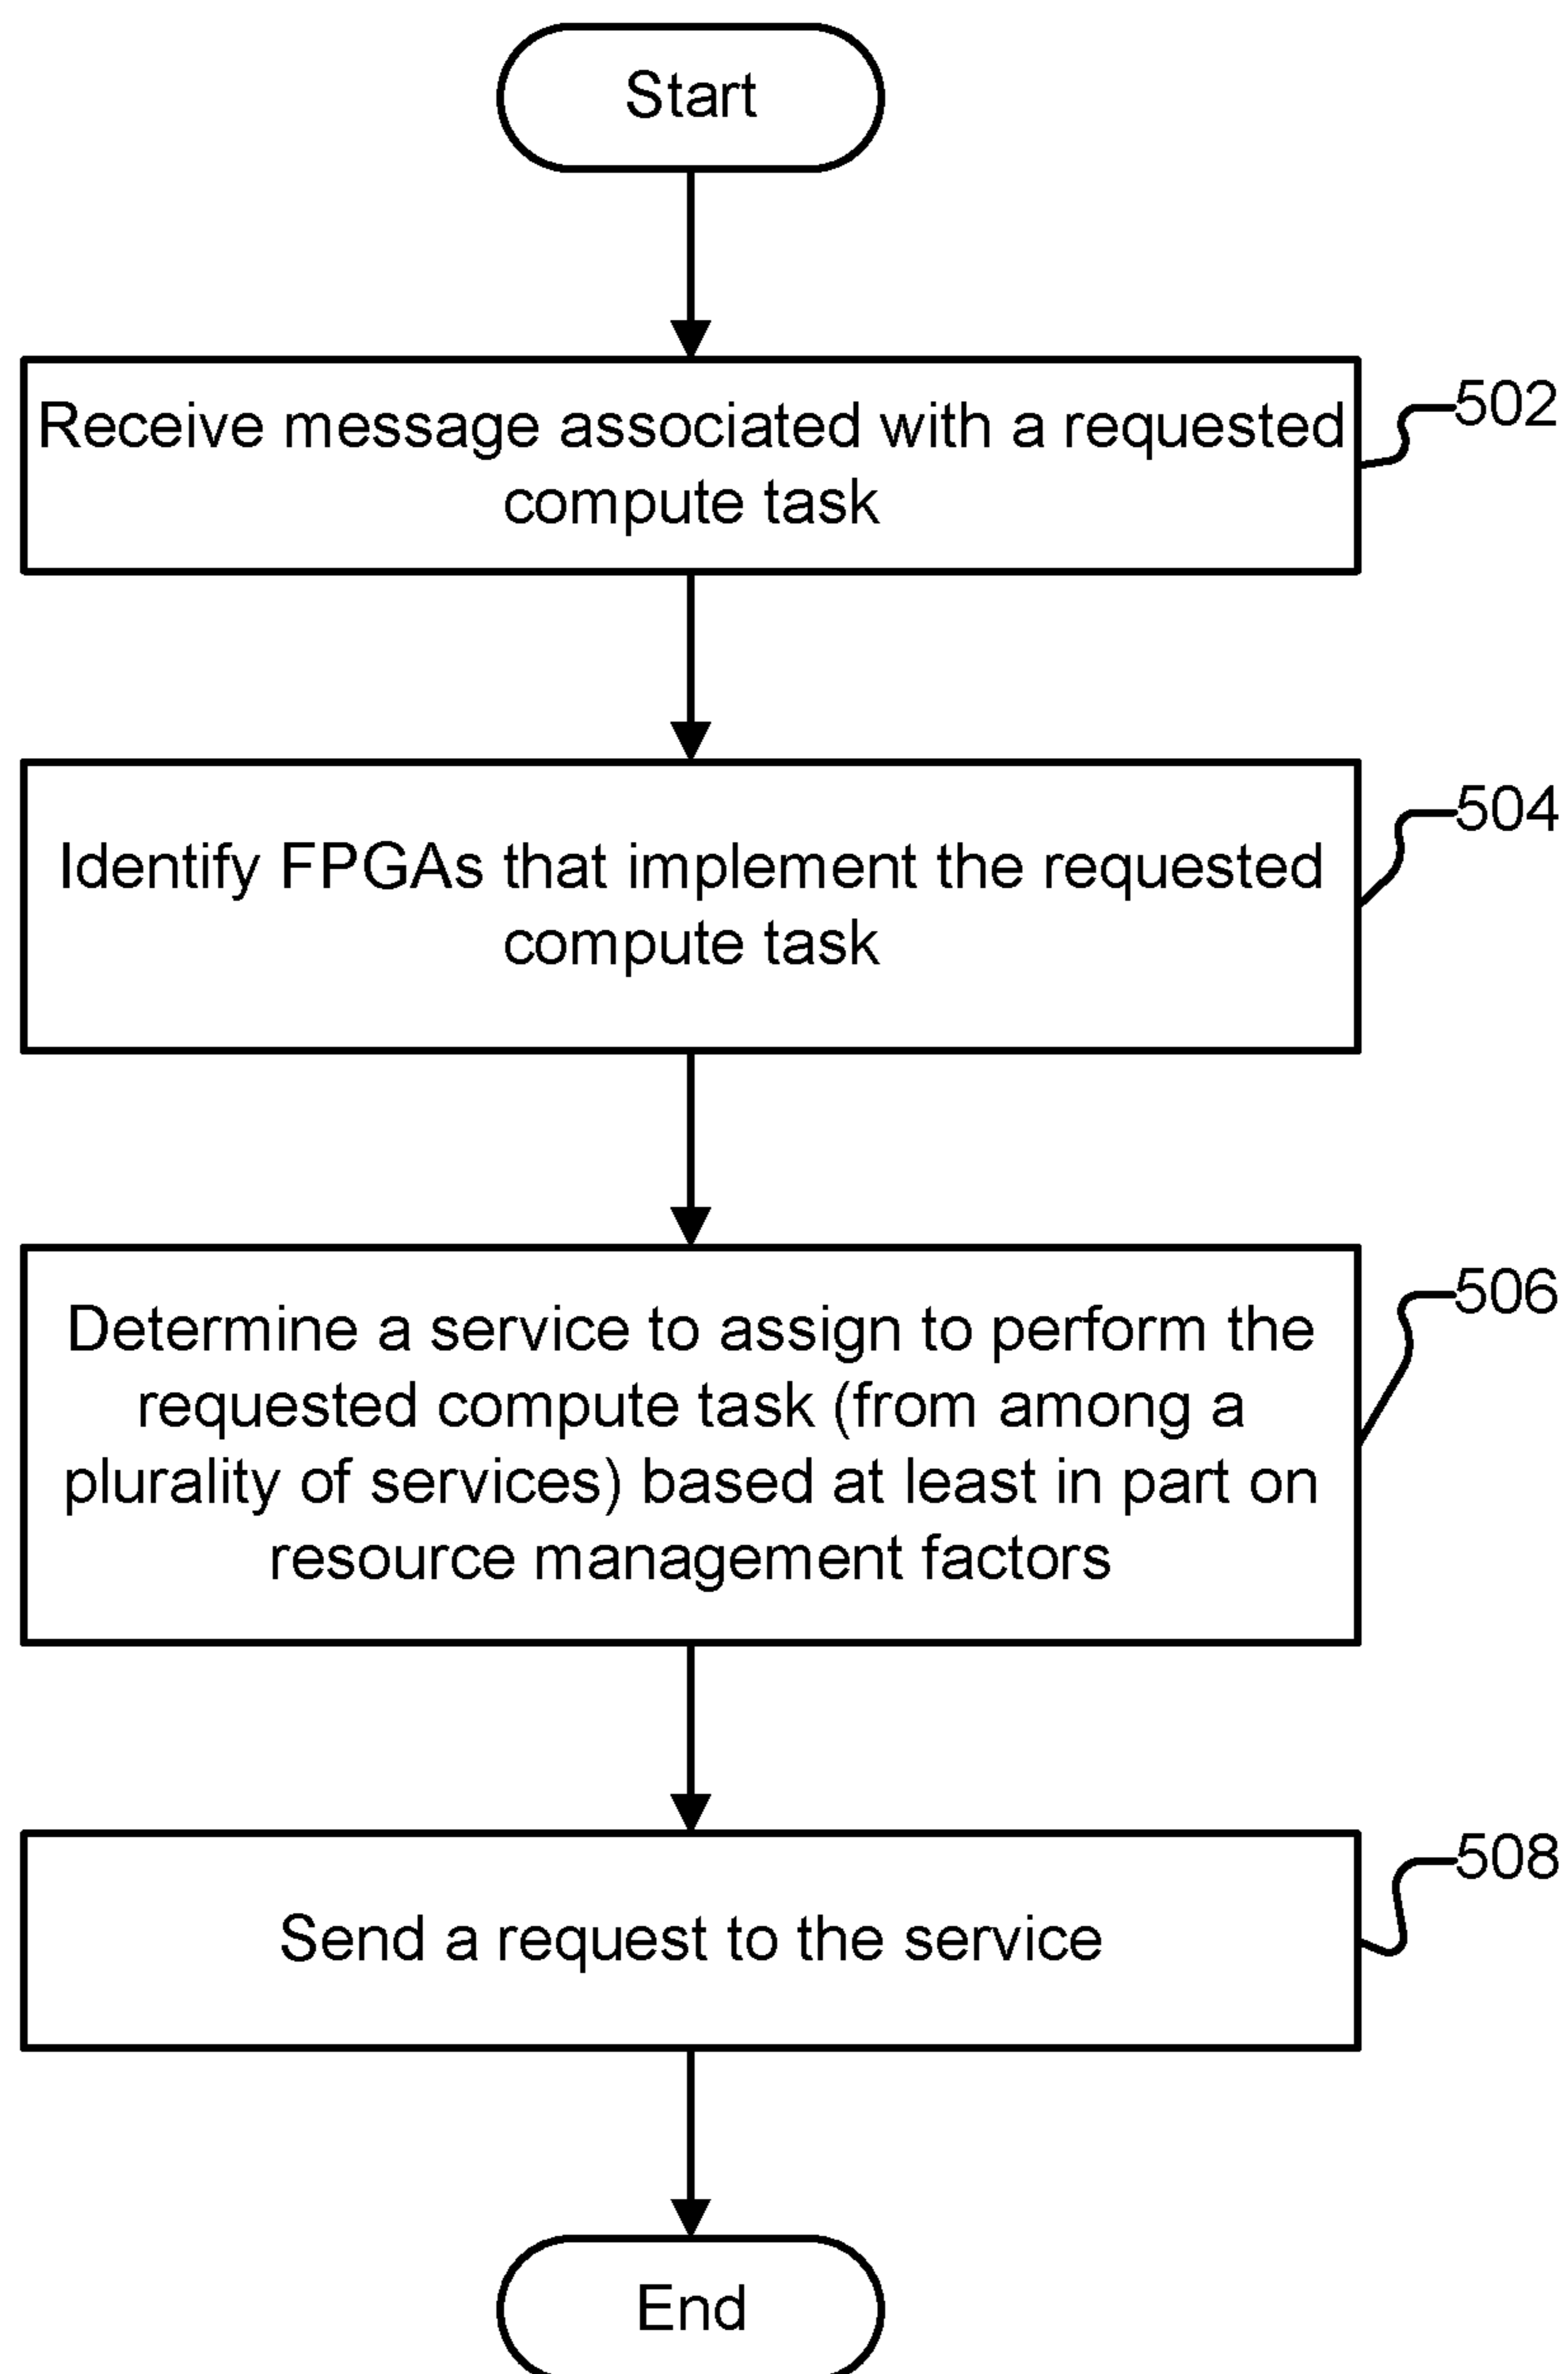 Start
Receive message associated with a requested
compute task
502
Identify FPGAs that implement the requested
compute task
504
Determine a service to assign to perform the
requested compute task (from among a
plurality of services) based at least in part on
resource management factors
506
Send a request to the service
508
End